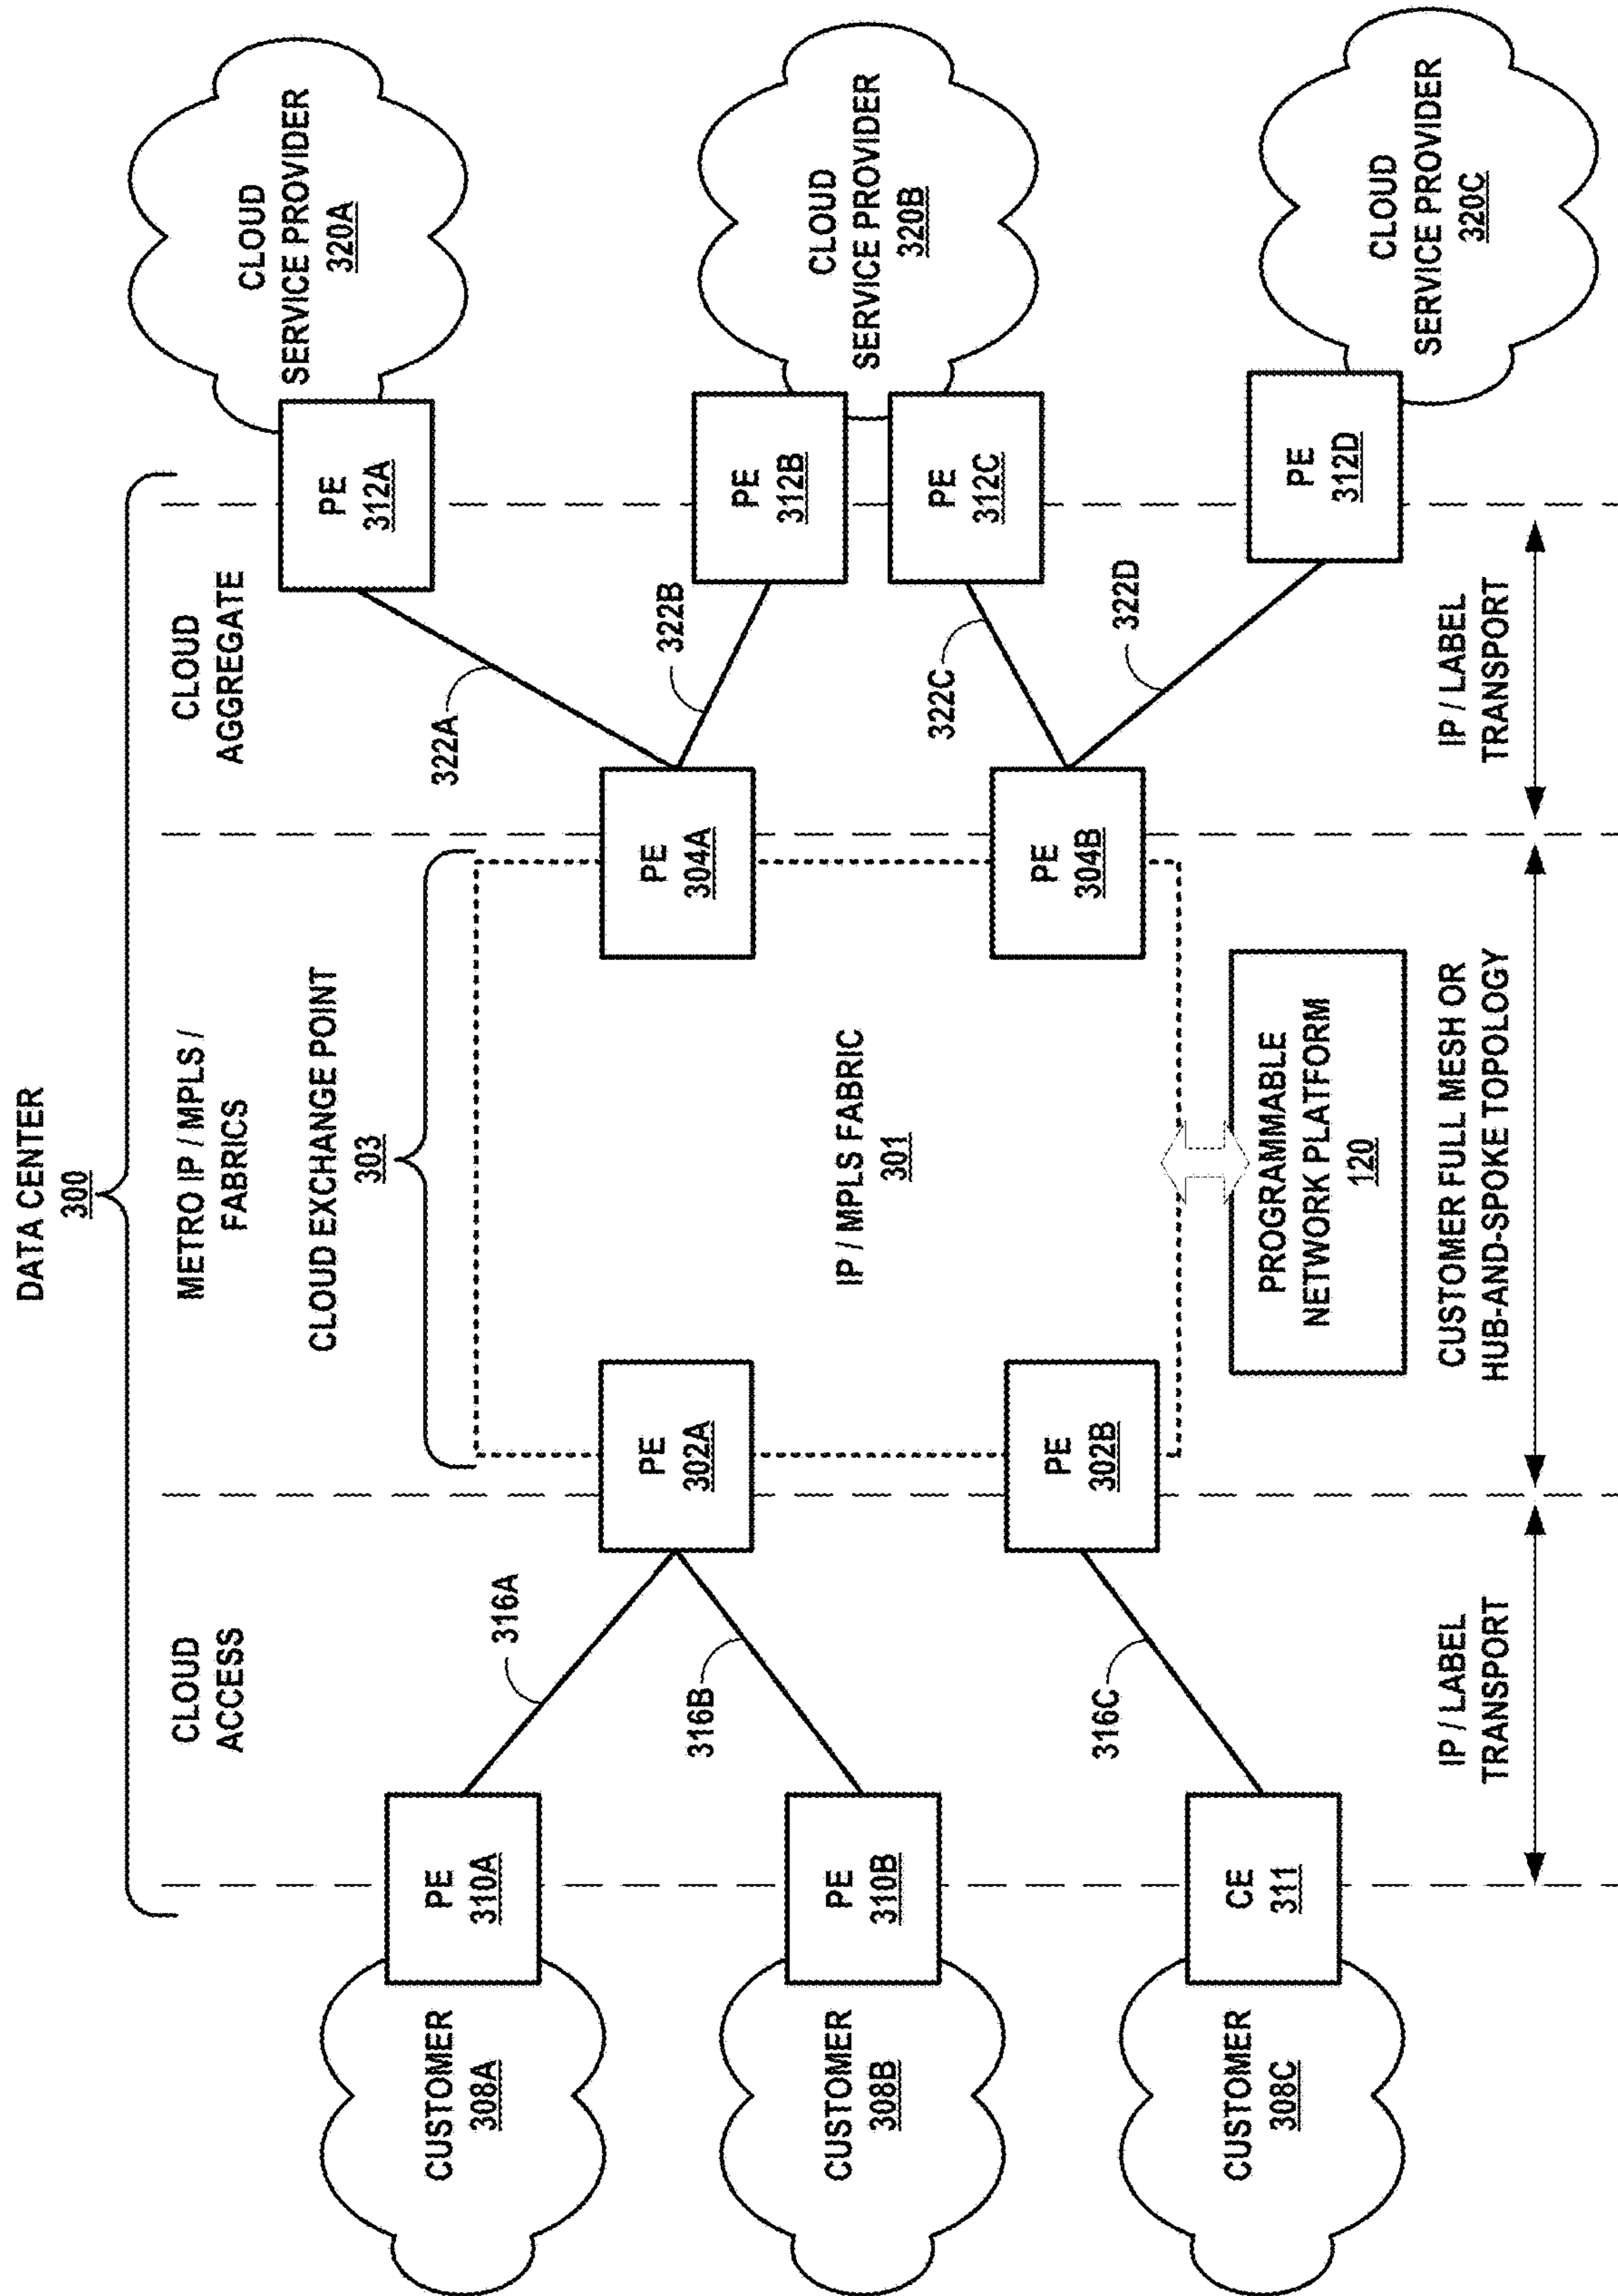 DATA CENTER
300
CLOUD
ACCESS
METRO IP / MPLS /
FABRICS
CLOUD
AGGREGATE
CLOUD EXCHANGE POINT
303
CUSTOMER
308A
PE
310A
316A
PE
302A
PE
304A
322A
PE
312A
CLOUD
SERVICE PROVIDER
320A
CUSTOMER
308B
PE
310B
316B
IP / MPLS FABRIC
301
322B
PE
312B
CLOUD
SERVICE PROVIDER
320B
322C
PE
312C
CUSTOMER
308C
CE
311
316C
PE
302B
PE
304B
322D
PE
312D
CLOUD
SERVICE PROVIDER
320C
PROGRAMMABLE
NETWORK PLATFORM
120
IP / LABEL
TRANSPORT
CUSTOMER FULL MESH OR
HUB-AND-SPOKE TOPOLOGY
IP / LABEL
TRANSPORT